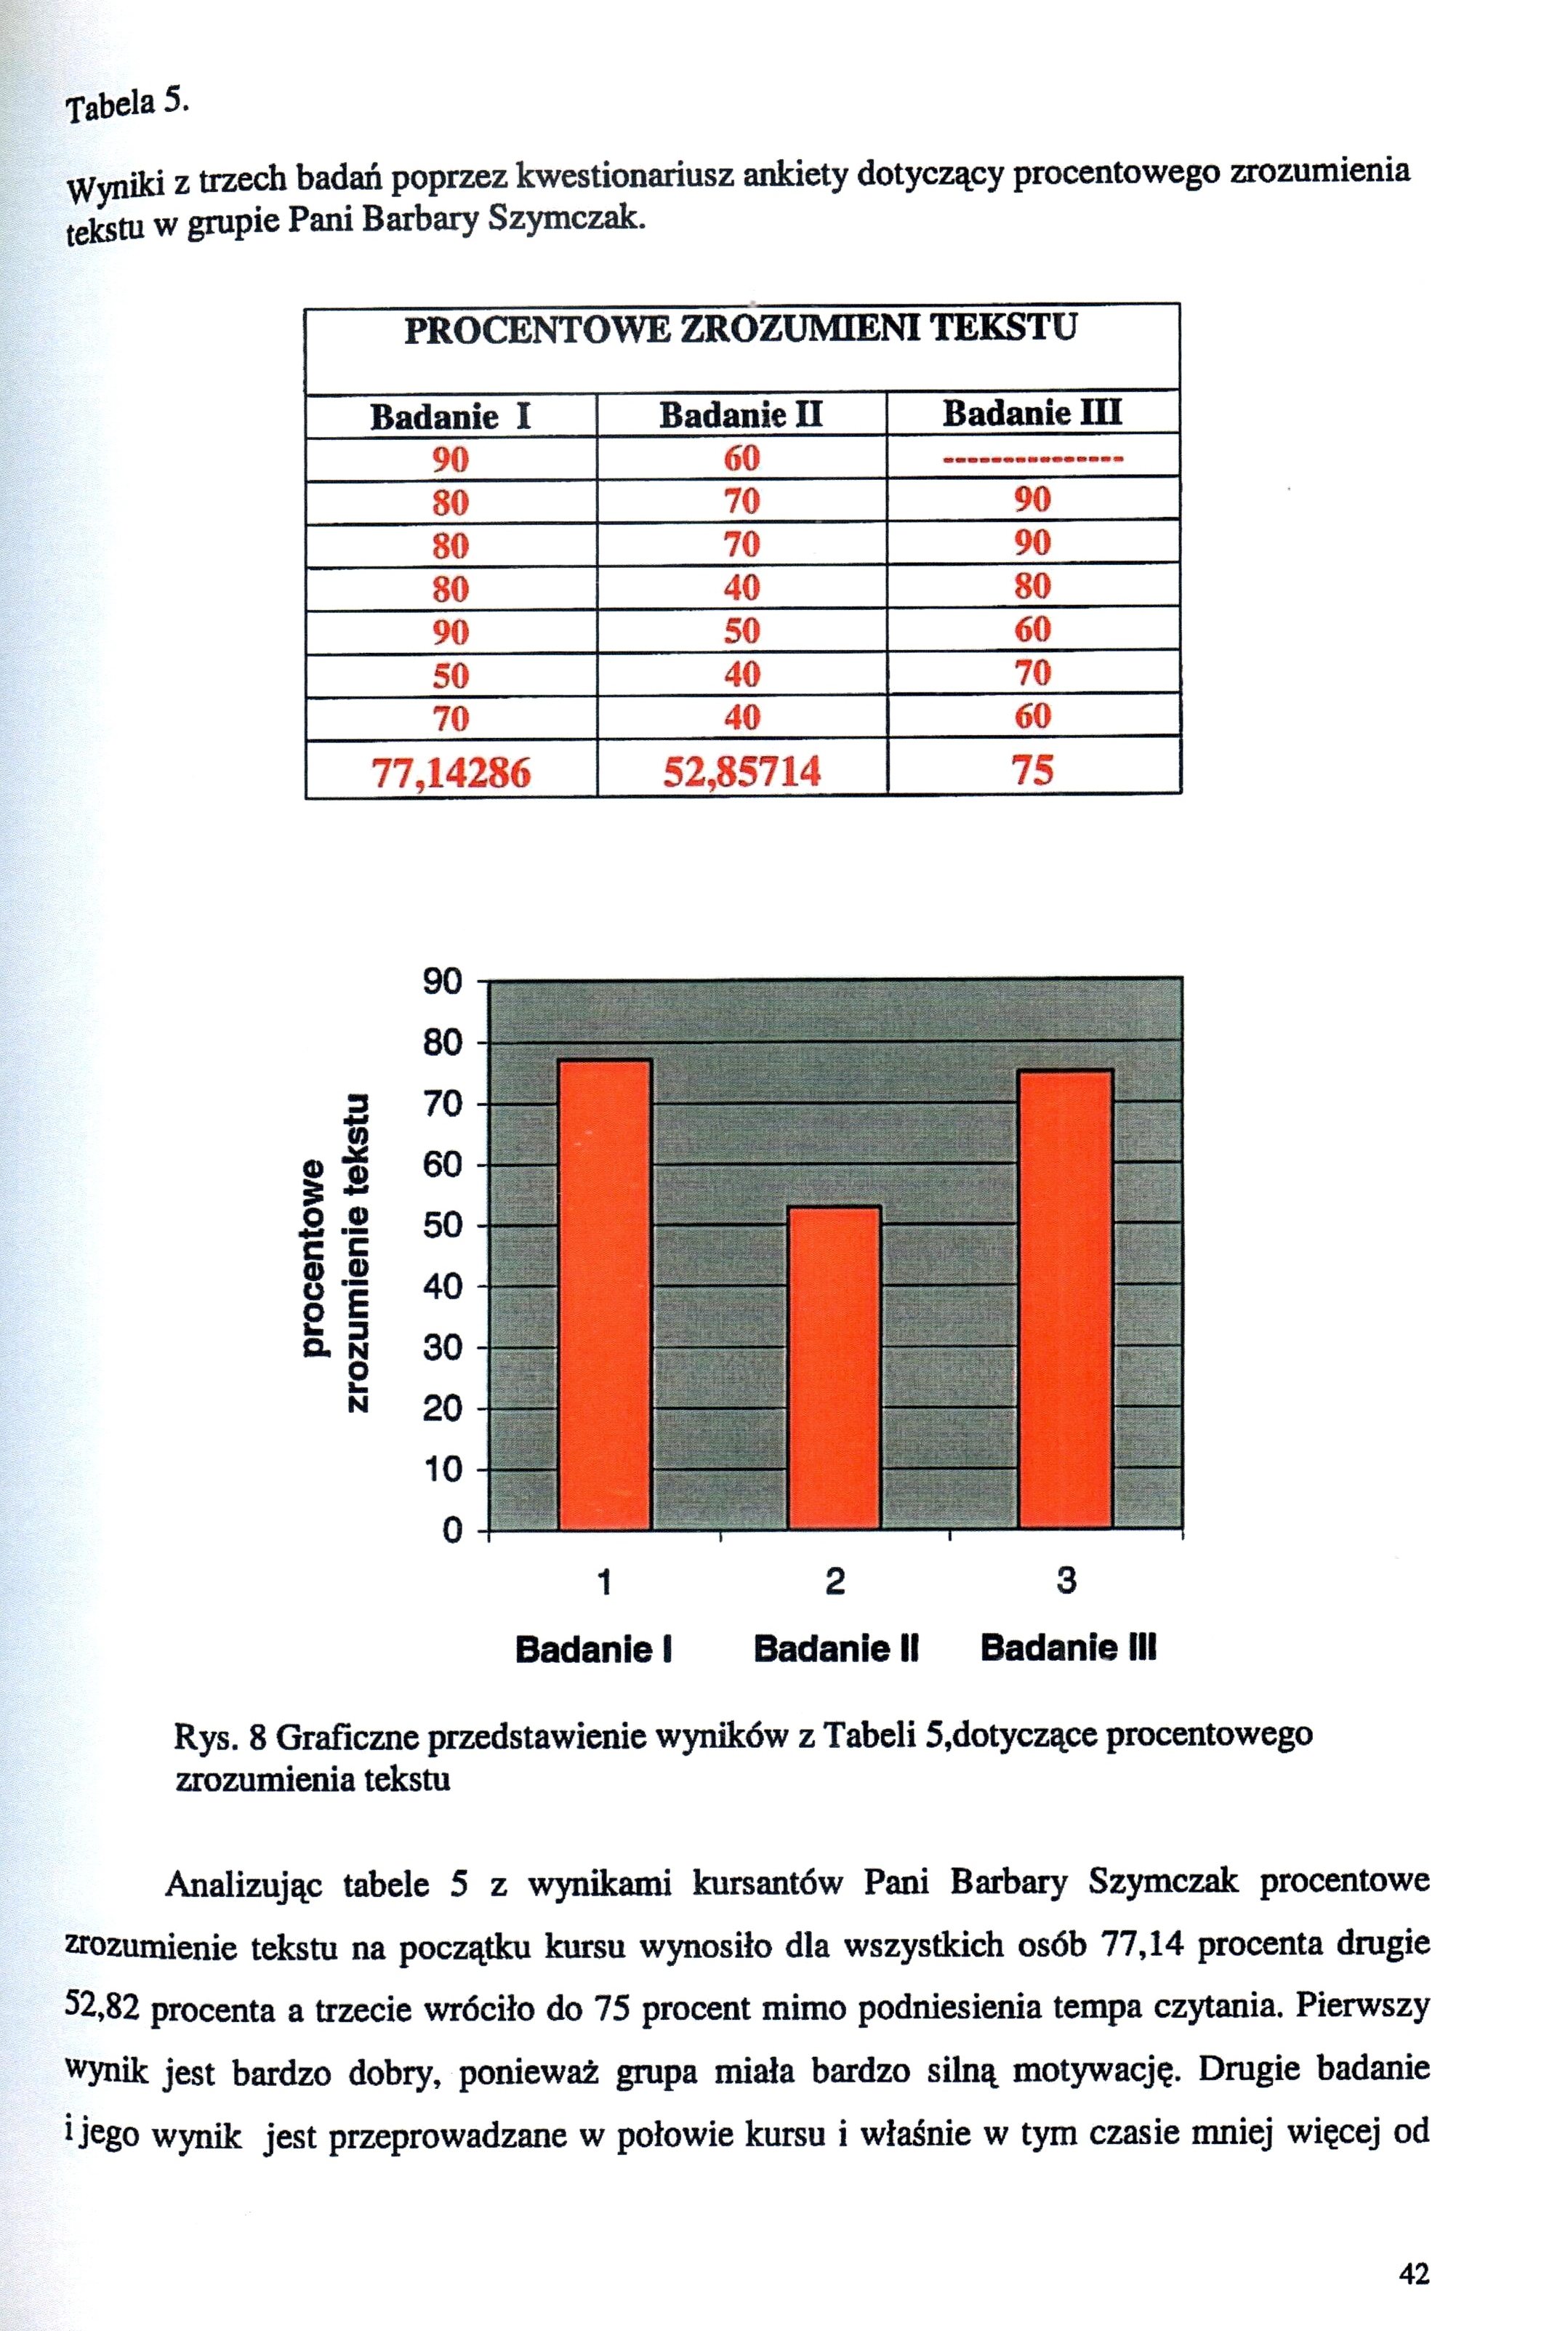 Tabela 5.
Wyniki z trzech badań poprzez kwestionariusz ankiety dotyczący procentowego zrozumienia
tekstu w grupie Pani Barbary Szymczak.
PROCENTOWE ZROZUMIENI TEKSTU
Badanie I Badanie II Badanie III
90 60 ---------------
80 70 90
80 70 90
80 40 80
90 50 60
50 40 70
70 40 60
77,14286 52,85714 75
procentowe
zrozumienie tekstu
90
80
70
60
50
40
30
20
10
0
1 2 3
Badanie I Badanie II Badanie III
Rys. 8 Graficzne przedstawienie wyników z Tabeli 5,dotyczące procentowego
zrozumienia tekstu
Analizując tabele 5 z wynikami kursantów Pani Barbary Szymczak procentowe
zrozumienie tekstu na początku kursu wynosiło dla wszystkich osób 77,14 procenta drugie
52,82 procenta a trzecie wróciło do 75 procent mimo podniesienia tempa czytania. Pierwszy
wynik jest bardzo dobry, ponieważ grupa miała bardzo silną motywację. Drugie badanie
i jego wynik jest przeprowadzane w połowie kursu i właśnie w tym czasie mniej więcej od
42